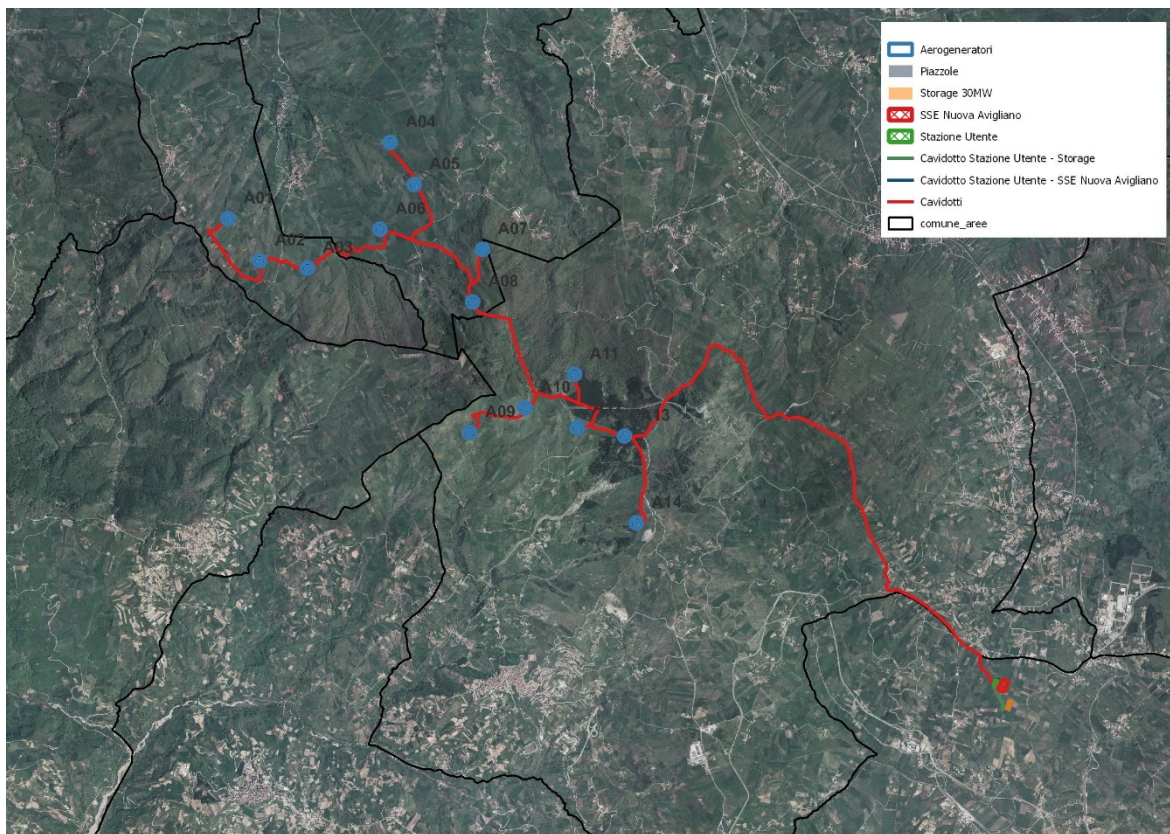 Aerogeneratori
Piazzole
Storage 30MW
SSE Nuova Avigliano
Stazione Utente
Cavidotto Stazione Utente - Storage
Cavidotto Stazione Utente - SSE Nuova Avigliano
Cavidotti
comune_aree
A04
A05
A01
A06
A07
A02
A03
A08
A11
A10
A09
A13
A14